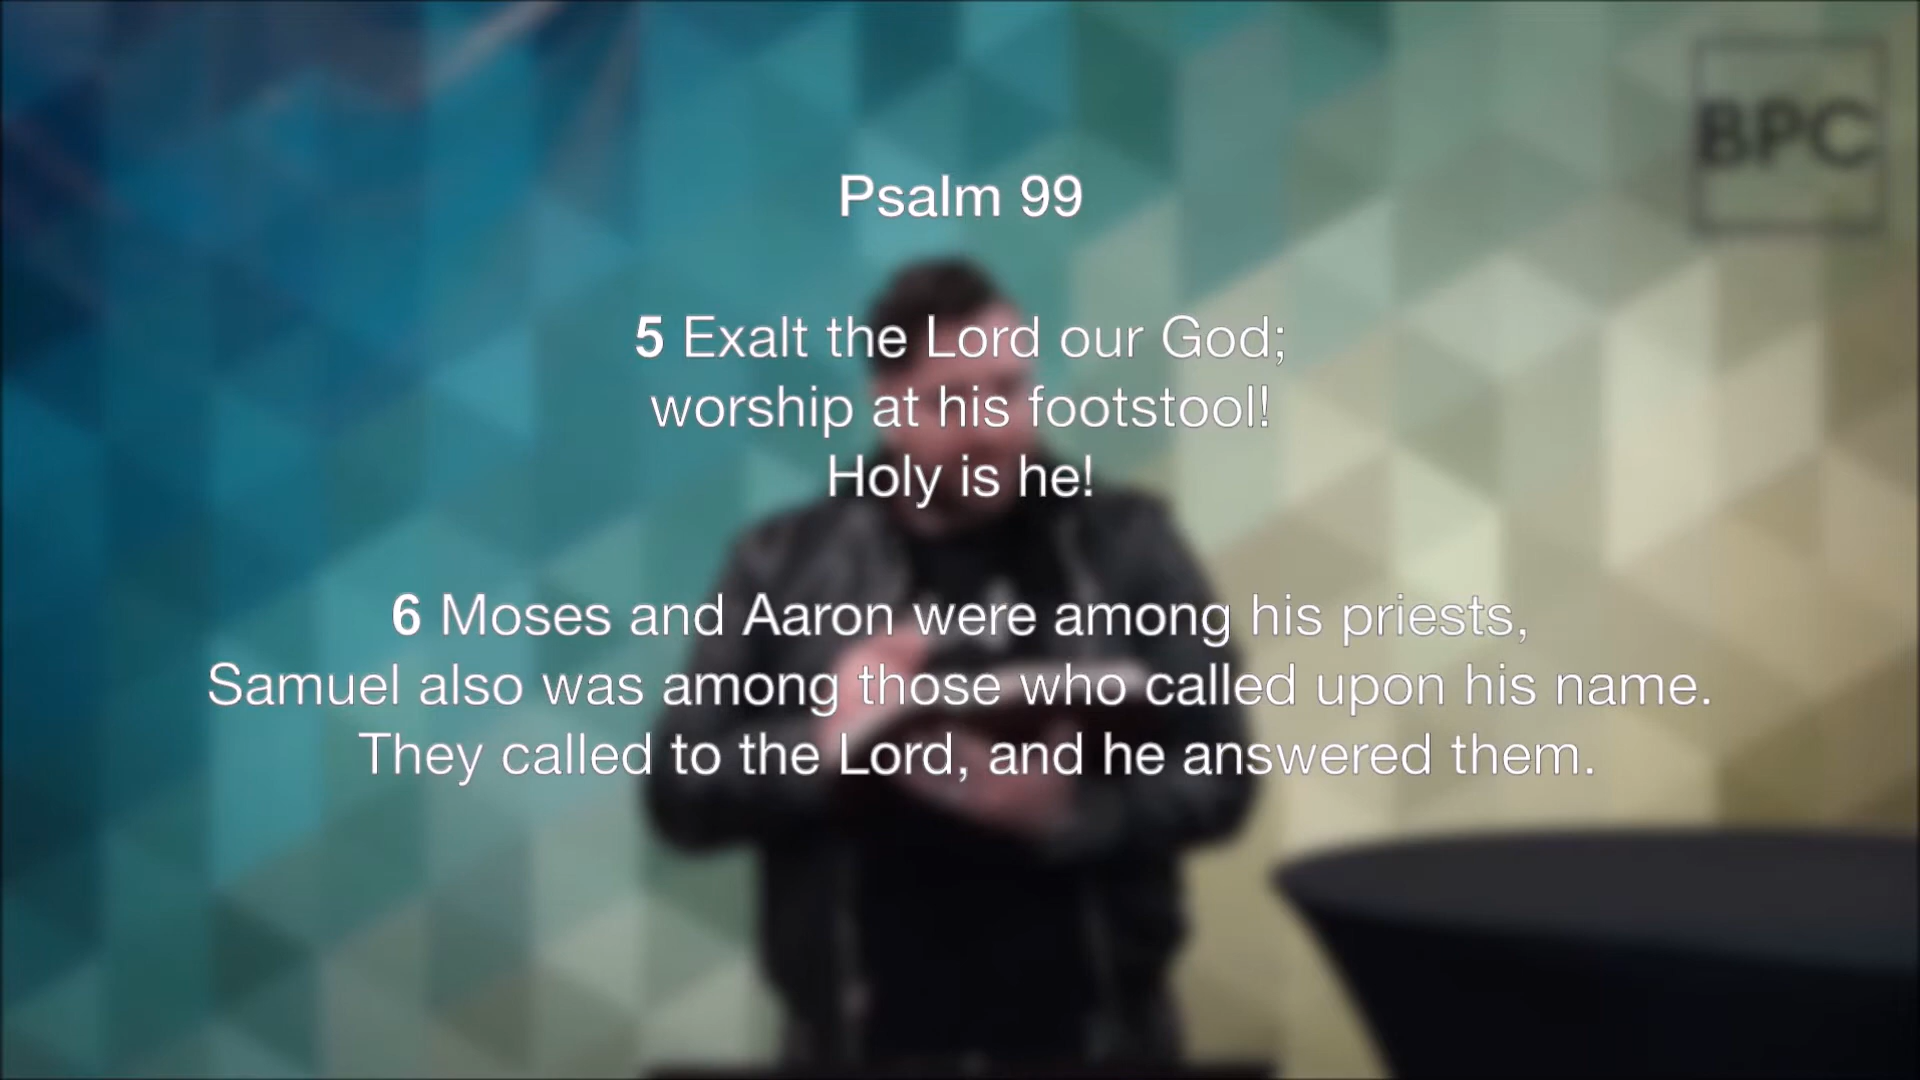 BPC
Psalm 99
5 Exalt the Lord our God;
worship at his footstool!
Holy is he!
6 Moses and Aaron were among his priests,
Samuel also was among those who called upon his name.
They called to the Lord, and he answered them.